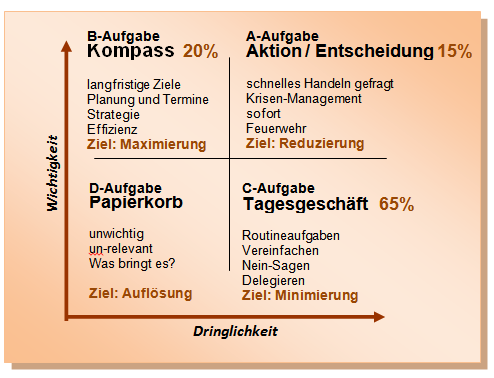 B-Aufgabe
Kompass 20%
langfristige Ziele
Planung und Termine
Strategie
Effizienz
Ziel: Maximierung
A-Aufgabe
Aktion / Entscheidung 15%
schnelles Handeln gefragt
Krisen-Management
sofort
Feuerwehr
Ziel: Reduzierung
Wichtigkeit
D-Aufgabe
Papierkorb
unwichtig
un-relevant
Was bringt es?
Ziel: Auflösung
C-Aufgabe
Tagesgeschäft 65%
Routineaufgaben
Vereinfachen
Nein-Sagen
Delegieren
Ziel: Minimierung
Dringlichkeit